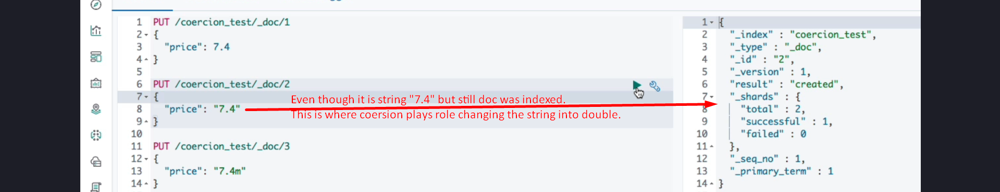 1 PUT /coercion_test/_doc/1
2 {
3 "price": 7.4
4 }
5
6 PUT /coercion_test/_doc/2
7 {
8 "price": "7.4"
9 }
10
11 PUT /coercion_test/_doc/3
12 {
13 "price": "7.4m"
14 }
Even though it is string "7.4" but still doc was indexed.
This is where coersion plays role changing the string into double.
1 {
2 "_index" : "coercion_test",
3 "_type" : "_doc",
4 "_id" : "2",
5 "_version" : 1,
6 "result" : "created",
7 "_shards" : {
8 "total" : 2,
9 "successful" : 1,
10 "failed" : 0
11 },
12 "_seq_no" : 1,
13 "_primary_term" : 1
14 }